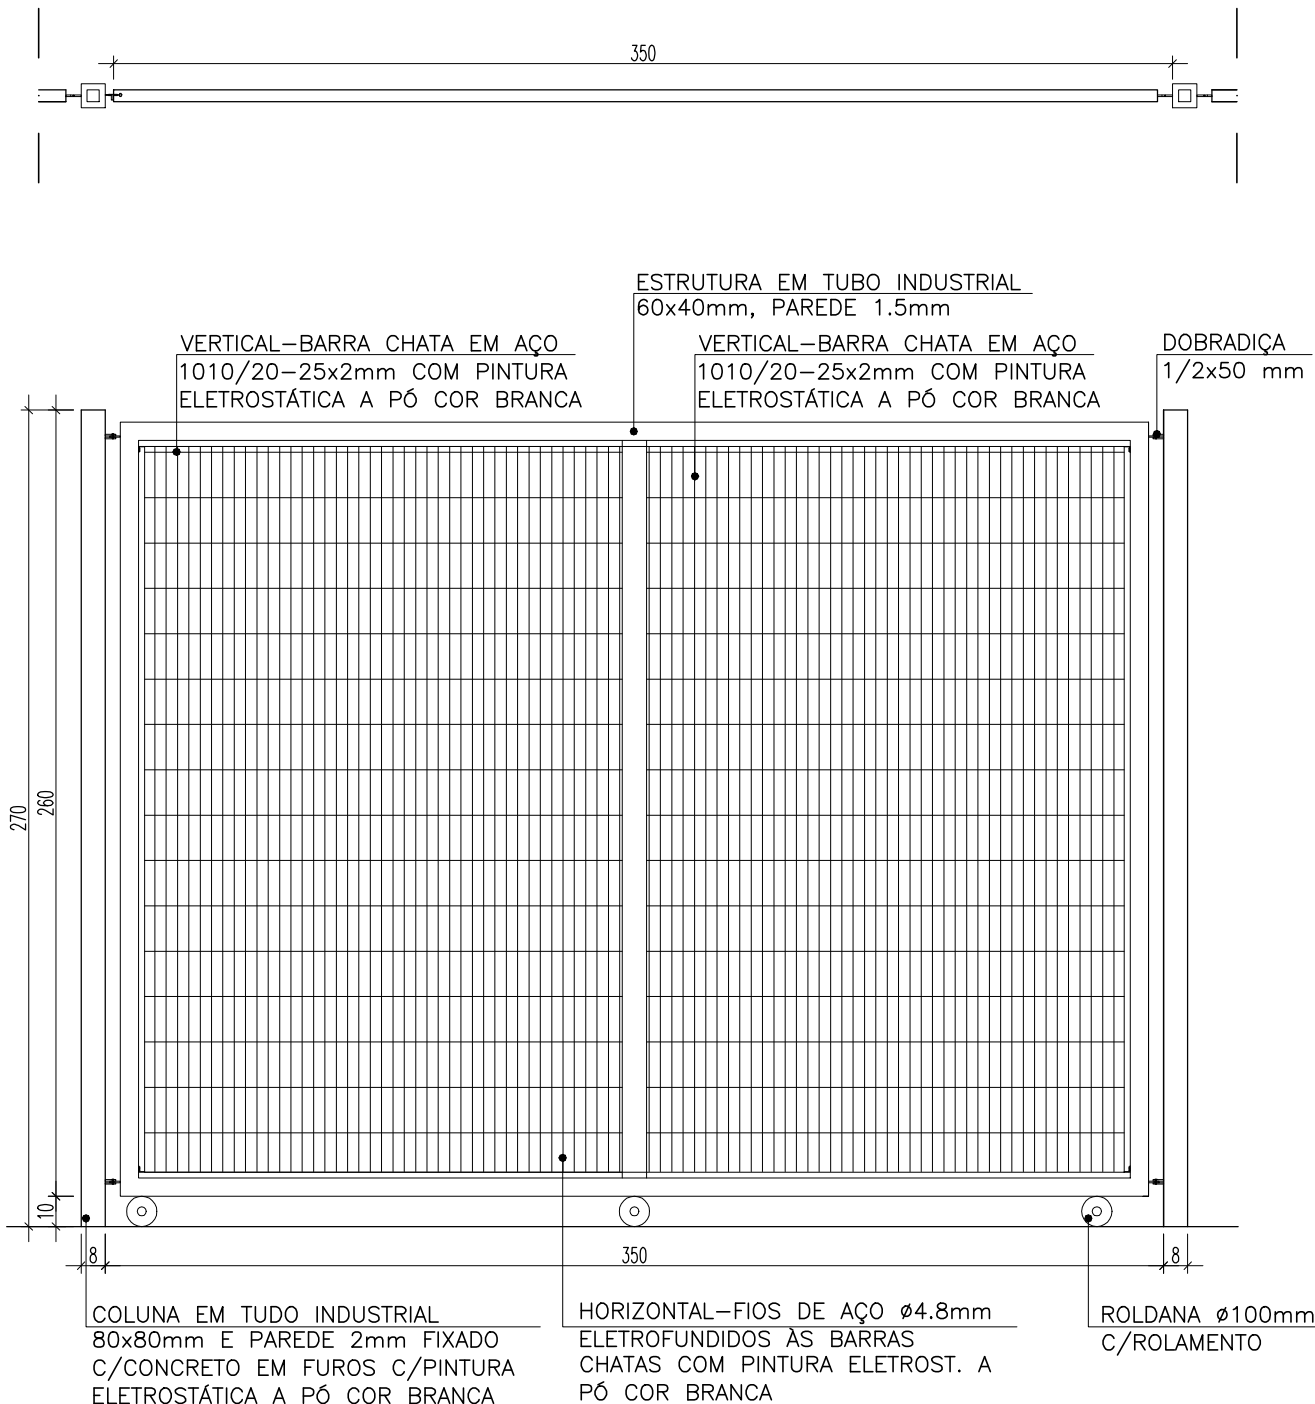 350
ESTRUTURA EM TUBO INDUSTRIAL
60x40mm, PAREDE 1.5mm
VERTICAL-BARRA CHATA EM AÇO
1010/20-25x2mm COM PINTURA
ELETROSTÁTICA A PÓ COR BRANCA
VERTICAL-BARRA CHATA EM AÇO
1010/20-25x2mm COM PINTURA
ELETROSTÁTICA A PÓ COR BRANCA
DOBRADIÇA
1/2x50 mm
270
260
10
8
350
8
COLUNA EM TUDO INDUSTRIAL
80x80mm E PAREDE 2mm FIXADO
C/CONCRETO EM FUROS C/PINTURA
ELETROSTÁTICA A PÓ COR BRANCA
HORIZONTAL-FIOS DE AÇO ø4.8mm
ELETROFUNDIDOS ÀS BARRAS
CHATAS COM PINTURA ELETROST. A
PÓ COR BRANCA
ROLDANA ø100mm
C/ROLAMENTO